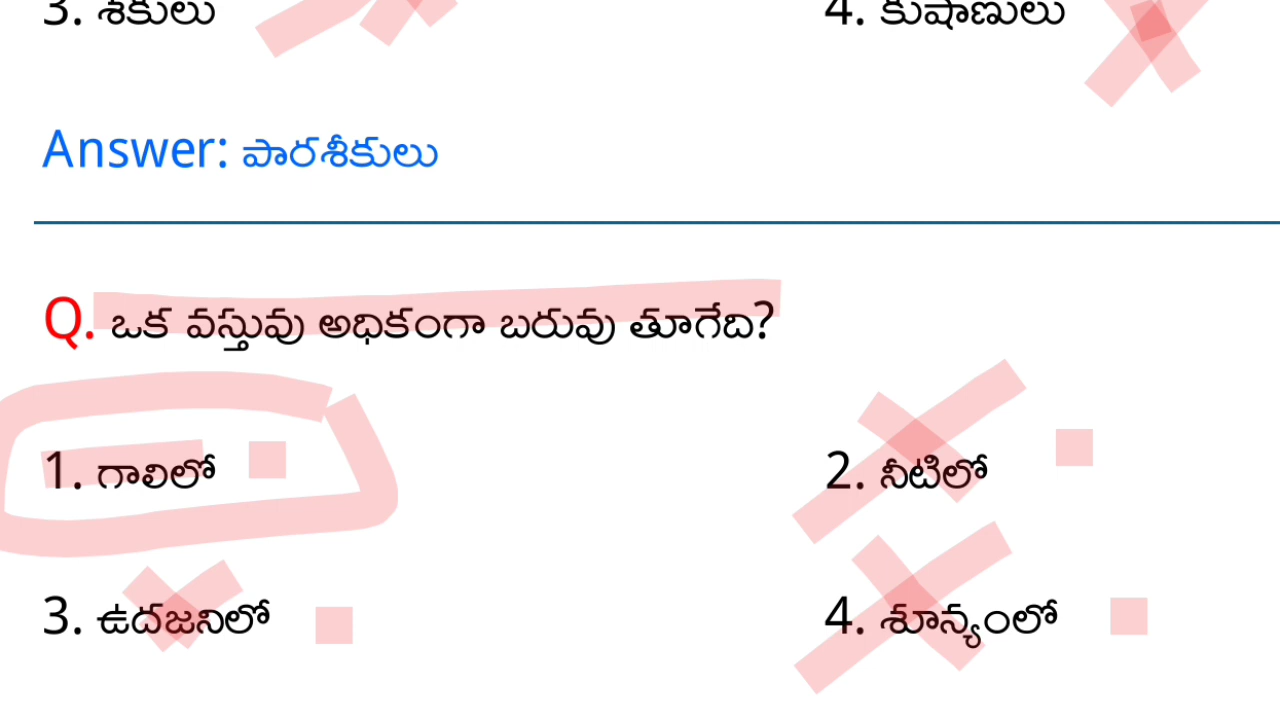 3. శకులు 4. కుషాణులు
Answer: పారశీకులు
Q. ఒక వస్తువు అధికంగా బరువు తూగేది?
1. గాలిలో 2. నీటిలో
3. ఉదజనిలో 4. శూన్యంలో